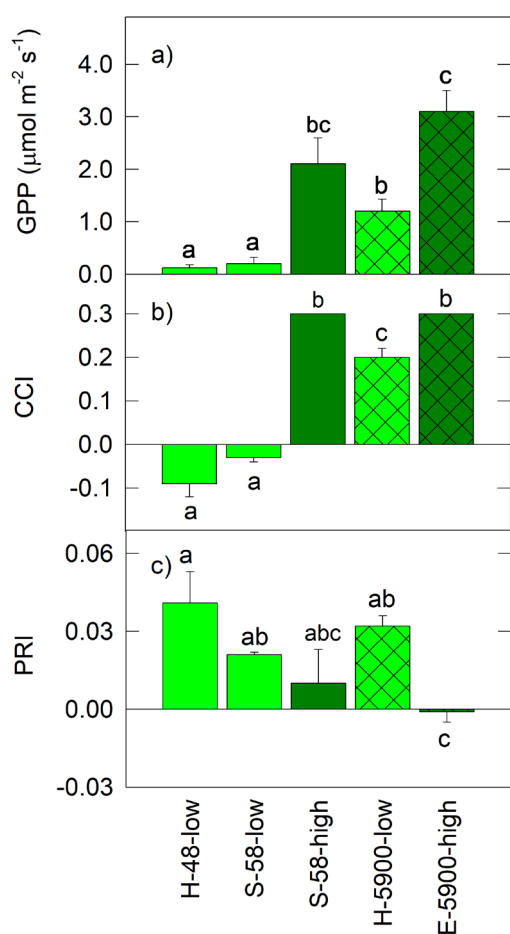 a)
GPP (μmol m⁻² s⁻¹)
4.0
3.0
2.0
1.0
0.0
a
a
bc
b
c
b)
CCI
0.3
0.2
0.1
0.0
-0.1
a
a
b
c
b
c)
PRI
0.06
0.03
0.00
-0.03
a
ab
abc
ab
c
H-48-low
S-58-low
S-58-high
H-5900-low
E-5900-high